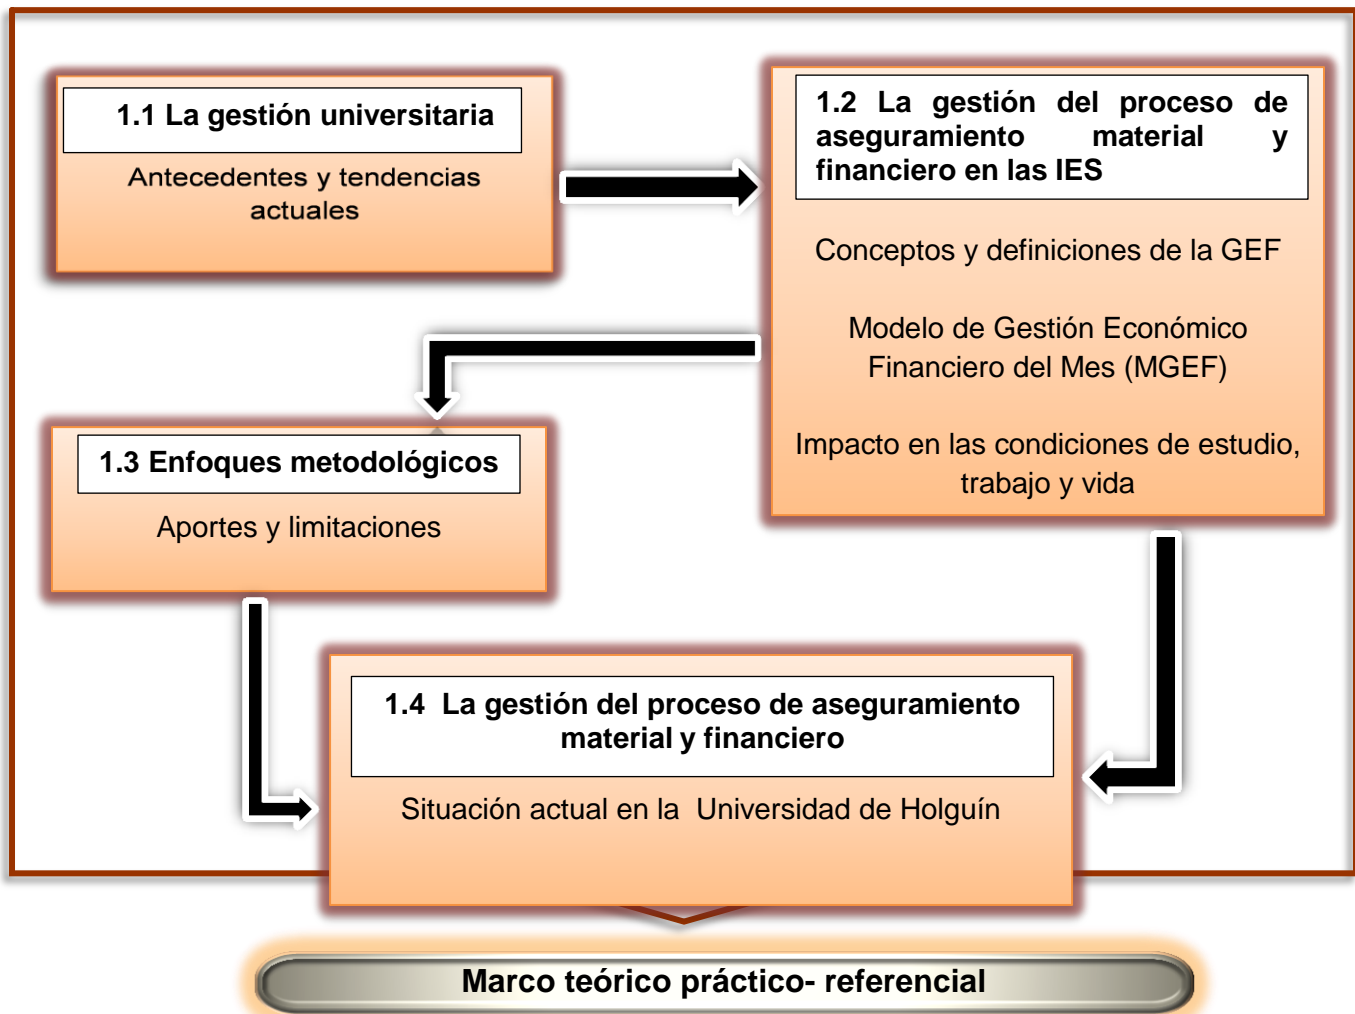 1.1 La gestión universitaria
Antecedentes y tendencias
actuales
1.2 La gestión del proceso de
aseguramiento material y
financiero en las IES
Conceptos y definiciones de la GEF
Modelo de Gestión Económico
Financiero del Mes (MGEF)
Impacto en las condiciones de estudio,
trabajo y vida
1.3 Enfoques metodológicos
Aportes y limitaciones
1.4 La gestión del proceso de aseguramiento
material y financiero
Situación actual en la Universidad de Holguín
Marco teórico práctico- referencial